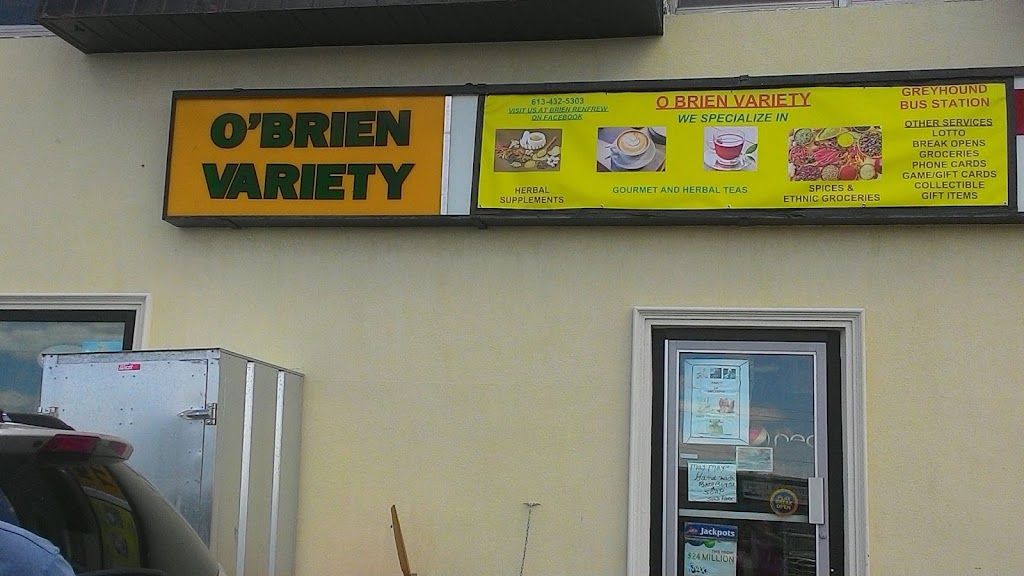 O'BRIEN
VARIETY
613-432-5303
VISIT US AT BRIEN RENFREW
ON FACEBOOK
O BRIEN VARIETY
WE SPECIALIZE IN
HERBAL
SUPPLEMENTS
GOURMET AND HERBAL TEAS
SPICES &
ETHNIC GROCERIES
GREYHOUND
BUS STATION
OTHER SERVICES
LOTTO
BREAK OPENS
GROCERIES
PHONE CARDS
GAME/GIFT CARDS
COLLECTIBLE
GIFT ITEMS
Jackpots
$24 MILLION